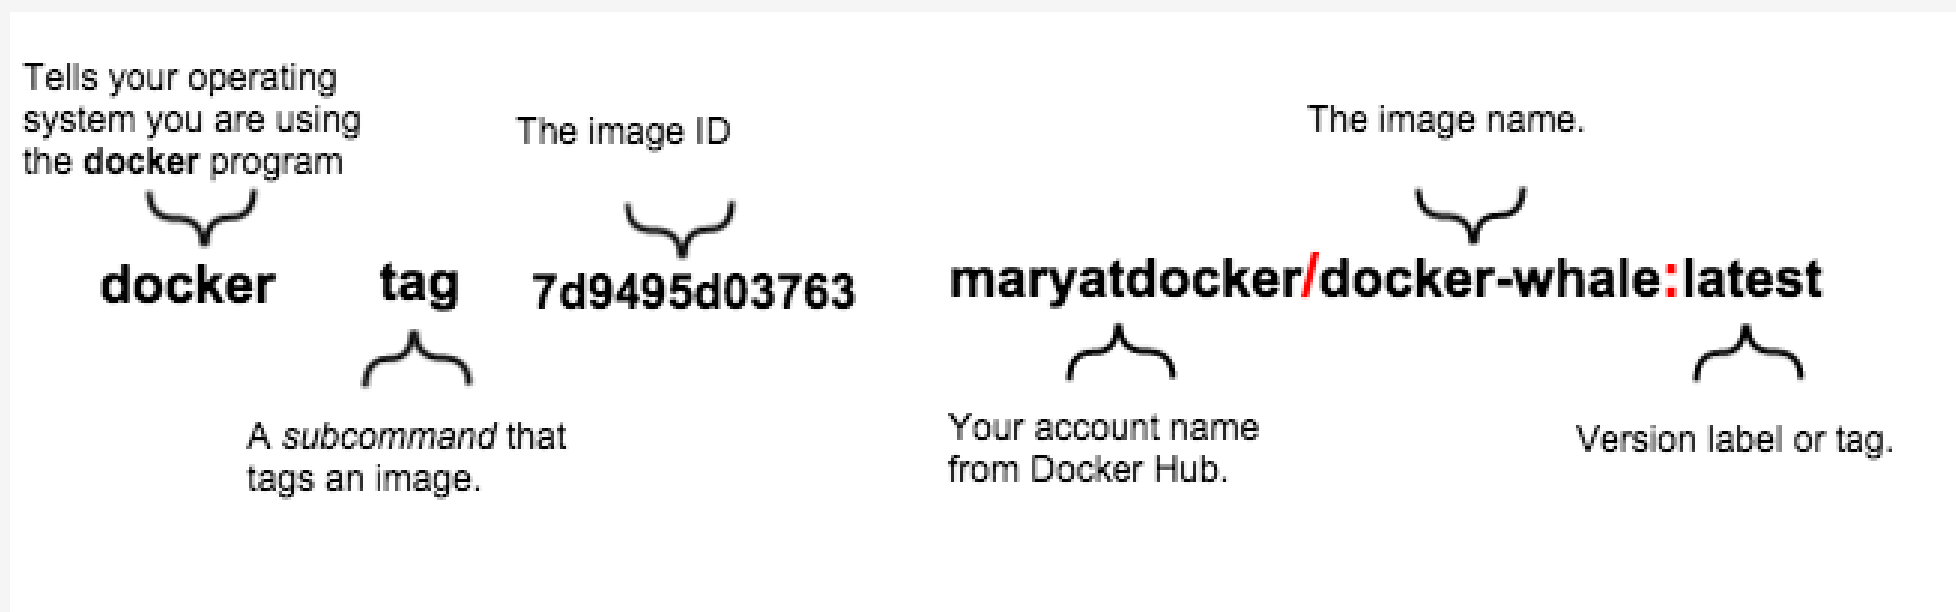 Tells your operating
system you are using
the docker program
The image ID
The image name.
docker tag 7d9495d03763 maryatdocker/docker-whale:latest
A subcommand that
tags an image.
Your account name
from Docker Hub.
Version label or tag.